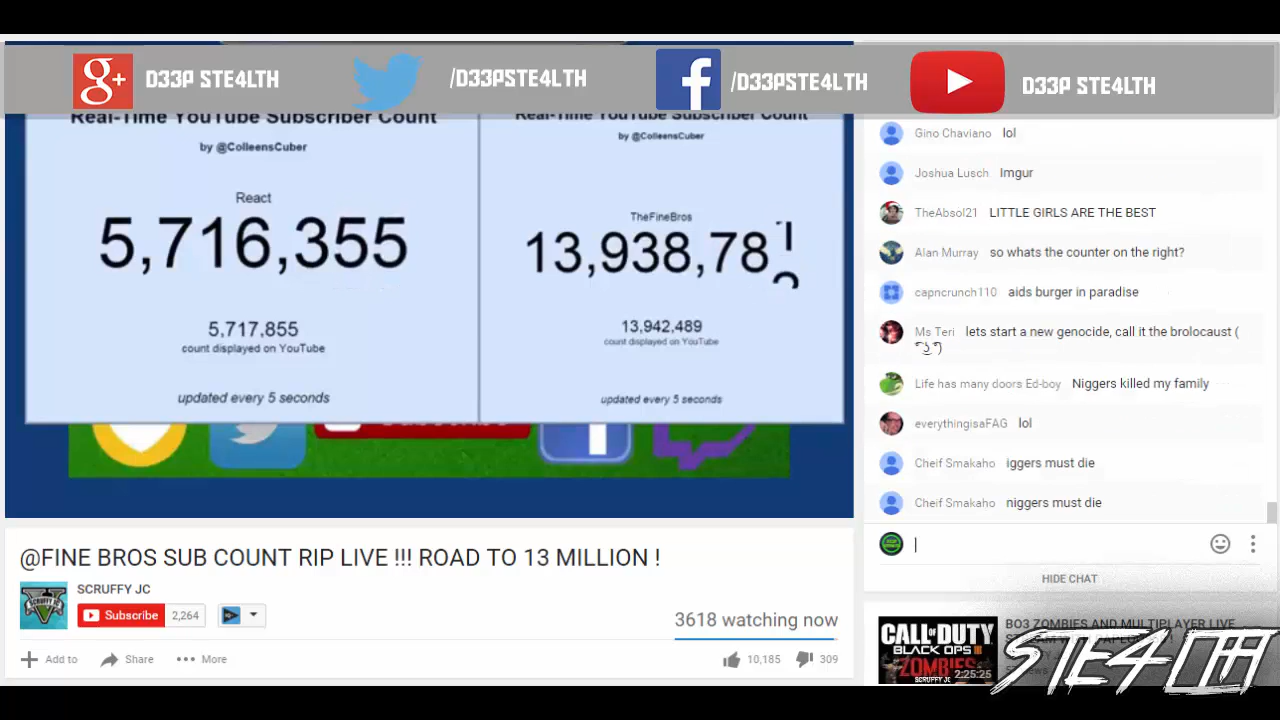 D33P STE4LTH
/D33PSTE4LTH
/D33PSTE4LTH
D33P STE4LTH
Real-Time YouTube Subscriber Count
by @ColleensCuber
React
5,716,355
5,717,855
count displayed on YouTube
updated every 5 seconds
Real-Time YouTube Subscriber Count
by @ColleensCuber
TheFineBros
13,938,78
13,942,489
count displayed on YouTube
updated every 5 seconds
Gino Chaviano lol
Joshua Lusch Imgur
TheAbsol21 LITTLE GIRLS ARE THE BEST
Alan Murray so whats the counter on the right?
capncrunch110 aids burger in paradise
Ms Teri lets start a new genocide, call it the brolocaust (
Life has many doors Ed-boy Niggers killed my family
everythingisaFAG lol
Cheif Smakaho iggers must die
Cheif Smakaho niggers must die
HIDE CHAT
@FINE BROS SUB COUNT RIP LIVE !!! ROAD TO 13 MILLION !
SCRUFFY JC
Subscribe 2,264
3618 watching now
Add to Share More
10,185 309
CALL OF DUTY
BLACK OPS III
ZOMBIES
SCRUFFY JC
2:25:25
BO3 ZOMBIES AND MULTIPLAYER LIVE
STE4LTH